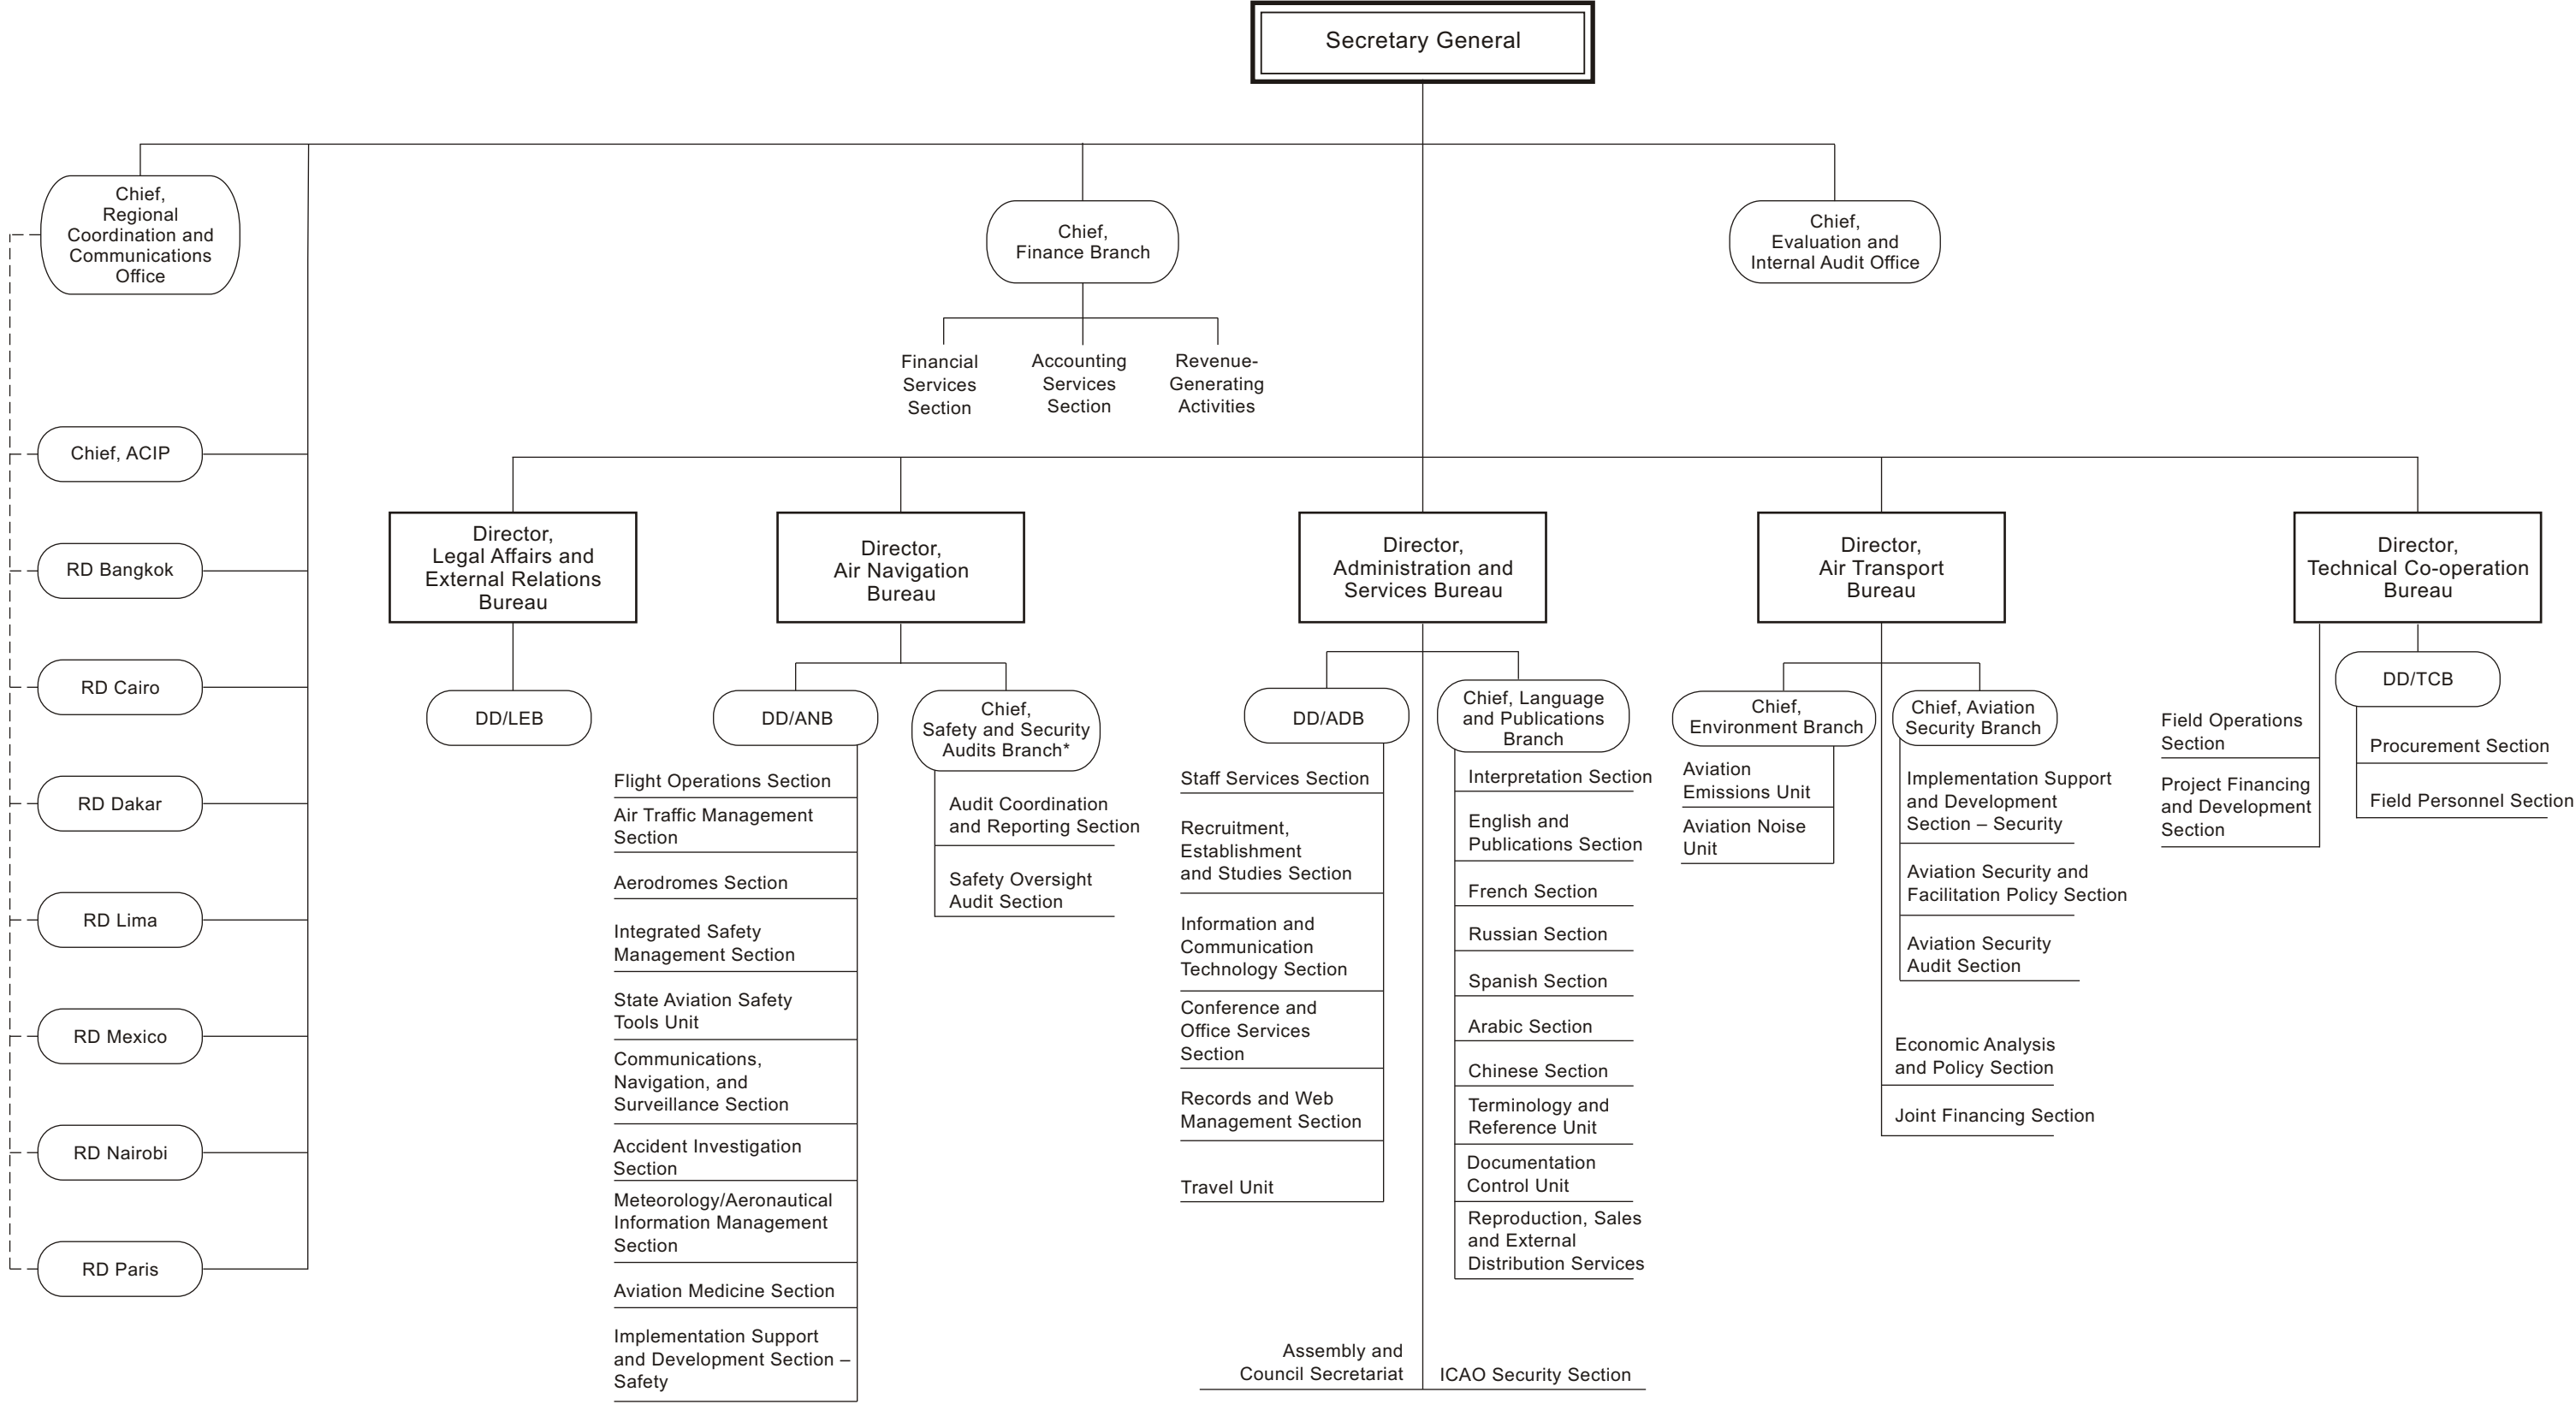 Secretary General
Chief,
Regional
Coordination and
Communications
Office
Chief,
Finance Branch
Chief,
Evaluation and
Internal Audit Office
Financial
Services
Section
Accounting
Services
Section
Revenue-
Generating
Activities
Chief, ACIP
RD Bangkok
RD Cairo
RD Dakar
RD Lima
RD Mexico
RD Nairobi
RD Paris
Director,
Legal Affairs and
External Relations
Bureau
DD/LEB
Director,
Air Navigation
Bureau
DD/ANB
Flight Operations Section
Air Traffic Management
Section
Aerodromes Section
Integrated Safety
Management Section
State Aviation Safety
Tools Unit
Communications,
Navigation, and
Surveillance Section
Accident Investigation
Section
Meteorology/Aeronautical
Information Management
Section
Aviation Medicine Section
Implementation Support
and Development Section –
Safety
Chief,
Safety and Security
Audits Branch*
Audit Coordination
and Reporting Section
Safety Oversight
Audit Section
Director,
Administration and
Services Bureau
DD/ADB
Staff Services Section
Recruitment,
Establishment
and Studies Section
Information and
Communication
Technology Section
Conference and
Office Services
Section
Records and Web
Management Section
Travel Unit
Chief, Language
and Publications
Branch
Interpretation Section
English and
Publications Section
French Section
Russian Section
Spanish Section
Arabic Section
Chinese Section
Terminology and
Reference Unit
Documentation
Control Unit
Reproduction, Sales
and External
Distribution Services
Assembly and
Council Secretariat
ICAO Security Section
Director,
Air Transport
Bureau
Chief,
Environment Branch
Aviation
Emissions Unit
Aviation Noise
Unit
Chief, Aviation
Security Branch
Implementation Support
and Development
Section – Security
Aviation Security and
Facilitation Policy Section
Aviation Security
Audit Section
Economic Analysis
and Policy Section
Joint Financing Section
Director,
Technical Co-operation
Bureau
Field Operations
Section
Project Financing
and Development
Section
DD/TCB
Procurement Section
Field Personnel Section